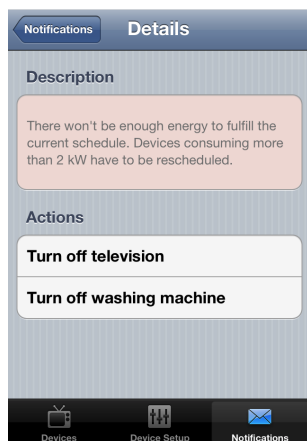 Notifications
Details
Description
There won't be enough energy to fulfill the
current schedule. Devices consuming more
than 2 kW have to be rescheduled.
Actions
Turn off television
Turn off washing machine
Devices
Device Setup
Notifications